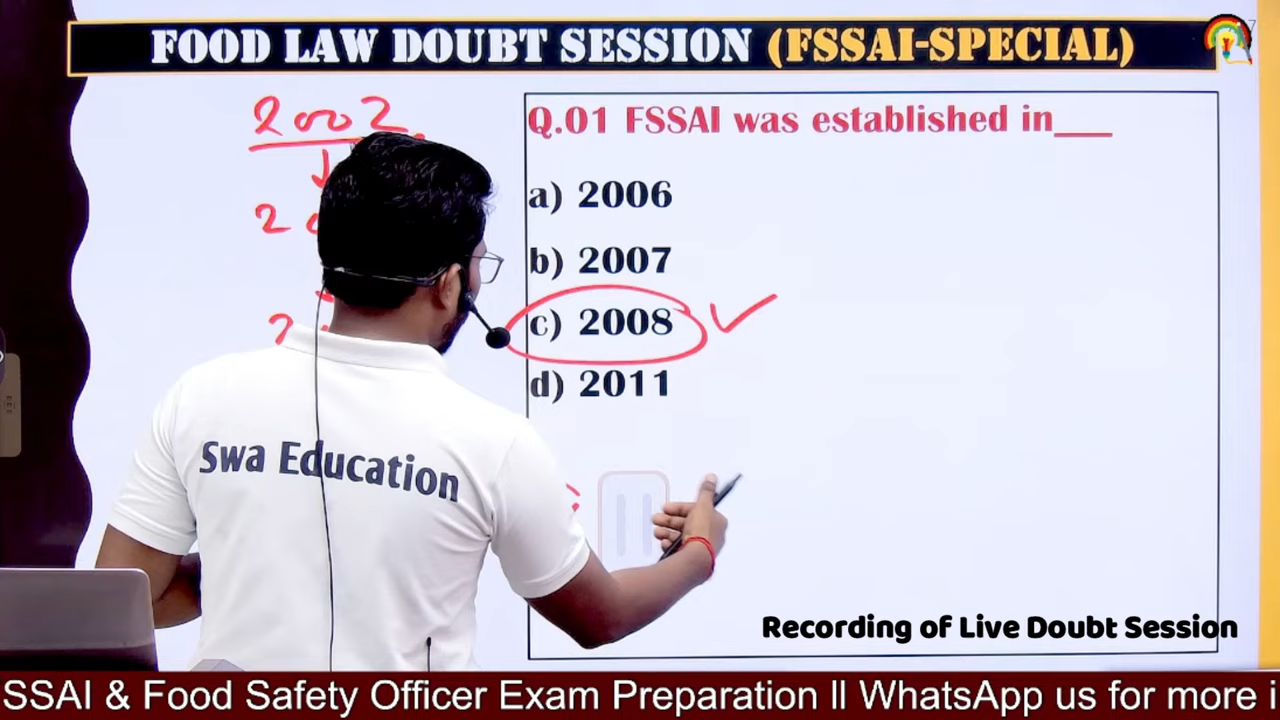 FOOD LAW DOUBT SESSION (FSSAI-SPECIAL)
2002
Q.01 FSSAI was established in___
a) 2006
b) 2007
c) 2008
d) 2011
Swa Education
Recording of Live Doubt Session
SSAI & Food Safety Officer Exam Preparation ll WhatsApp us for more i